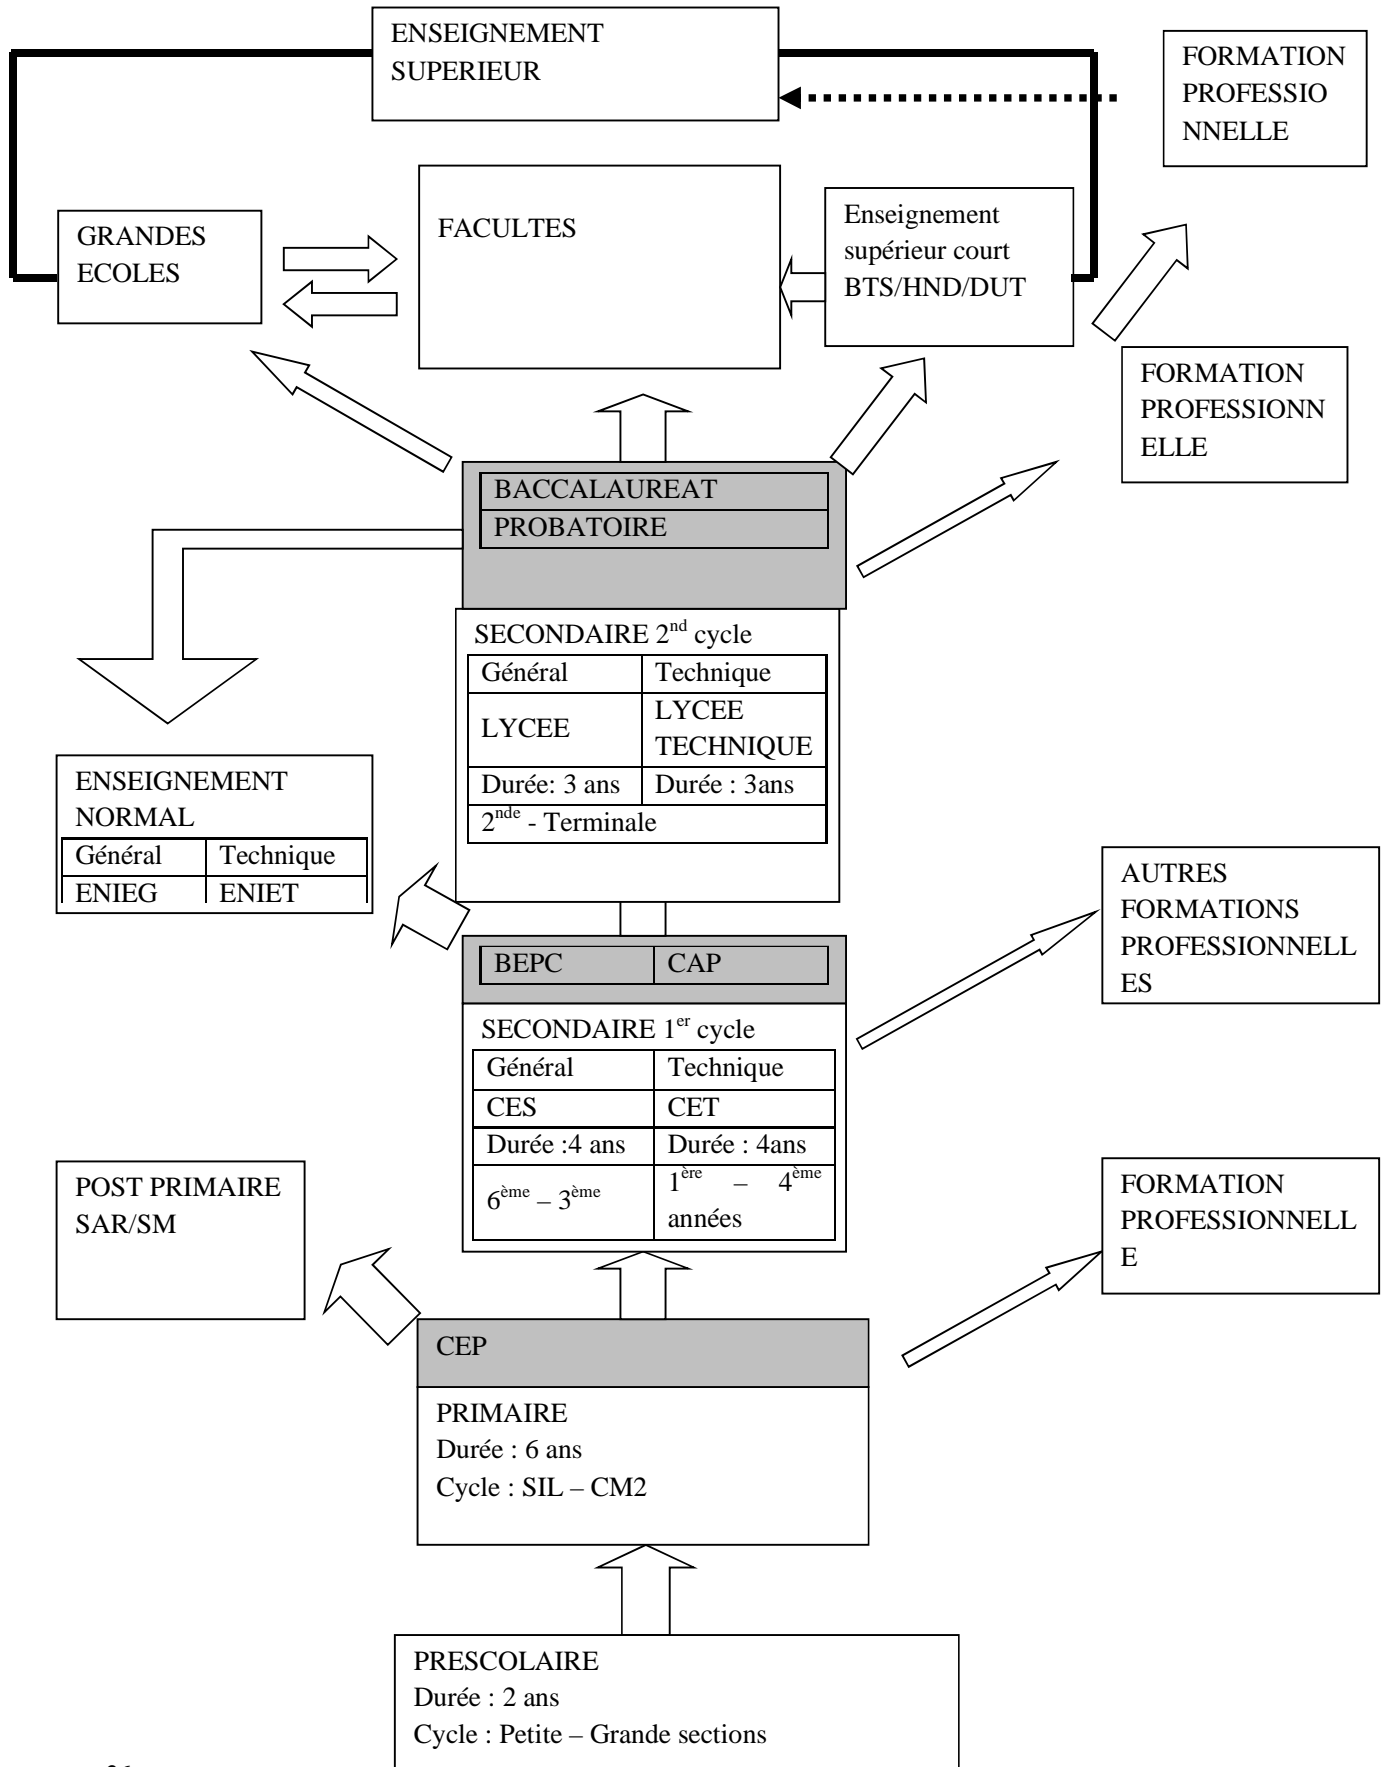 ENSEIGNEMENT
SUPERIEUR
FORMATION
PROFESSIO
NNELLE
GRANDES
ECOLES
FACULTES
Enseignement
supérieur court
BTS/HND/DUT
FORMATION
PROFESSIONN
ELLE
BACCALAUREAT
PROBATOIRE
SECONDAIRE 2nd cycle
Général Technique
LYCEE LYCEE
TECHNIQUE
Durée: 3 ans Durée : 3ans
2nde - Terminale
ENSEIGNEMENT
NORMAL
Général Technique
ENIEG ENIET
AUTRES
FORMATIONS
PROFESSIONNELL
ES
BEPC CAP
SECONDAIRE 1er cycle
Général Technique
CES CET
Durée :4 ans Durée : 4ans
6ème – 3ème 1ère – 4ème
années
POST PRIMAIRE
SAR/SM
FORMATION
PROFESSIONNELL
E
CEP
PRIMAIRE
Durée : 6 ans
Cycle : SIL – CM2
PRESCOLAIRE
Durée : 2 ans
Cycle : Petite – Grande sections